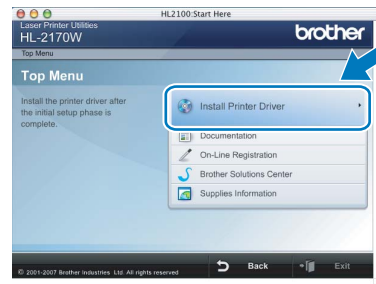 HL2100:Start Here
Laser Printer Utilities
HL-2170W
brother
Top Menu
Top Menu
Install the printer driver after
the initial setup phase is
complete.
Install Printer Driver
Documentation
On-Line Registration
Brother Solutions Center
Supplies Information
© 2001-2007 Brother Industries Ltd. All rights reserved
Back
Exit